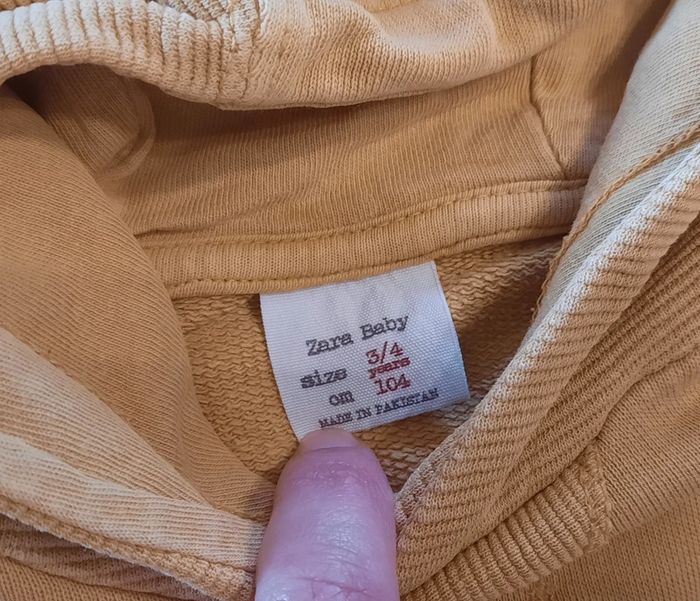 Zara Baby
size 3/4
years
cm 104
MADE IN PAKISTAN